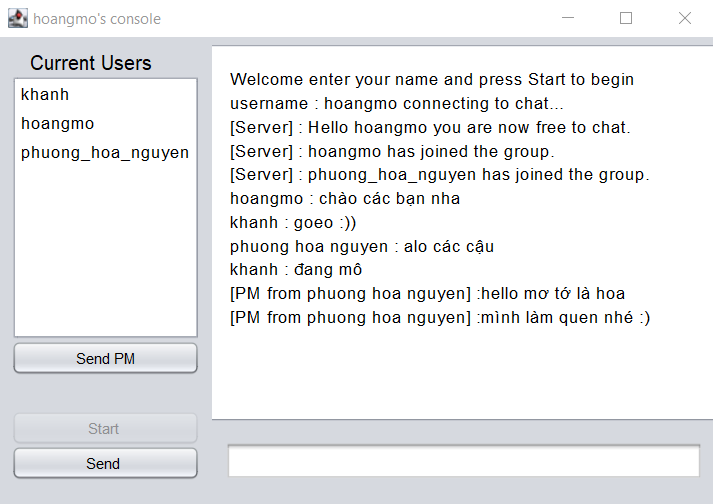 hoangmo's console
Current Users
khanh
hoangmo
phuong_hoa_nguyen
Send PM
Start
Send
Welcome enter your name and press Start to begin
username : hoangmo connecting to chat...
[Server] : Hello hoangmo you are now free to chat.
[Server] : hoangmo has joined the group.
[Server] : phuong_hoa_nguyen has joined the group.
hoangmo : chào các bạn nha
khanh : goeo :))
phuong hoa nguyen : alo các cậu
khanh : đang mô
[PM from phuong hoa nguyen] :hello mơ tớ là hoa
[PM from phuong hoa nguyen] :mình làm quen nhé :)